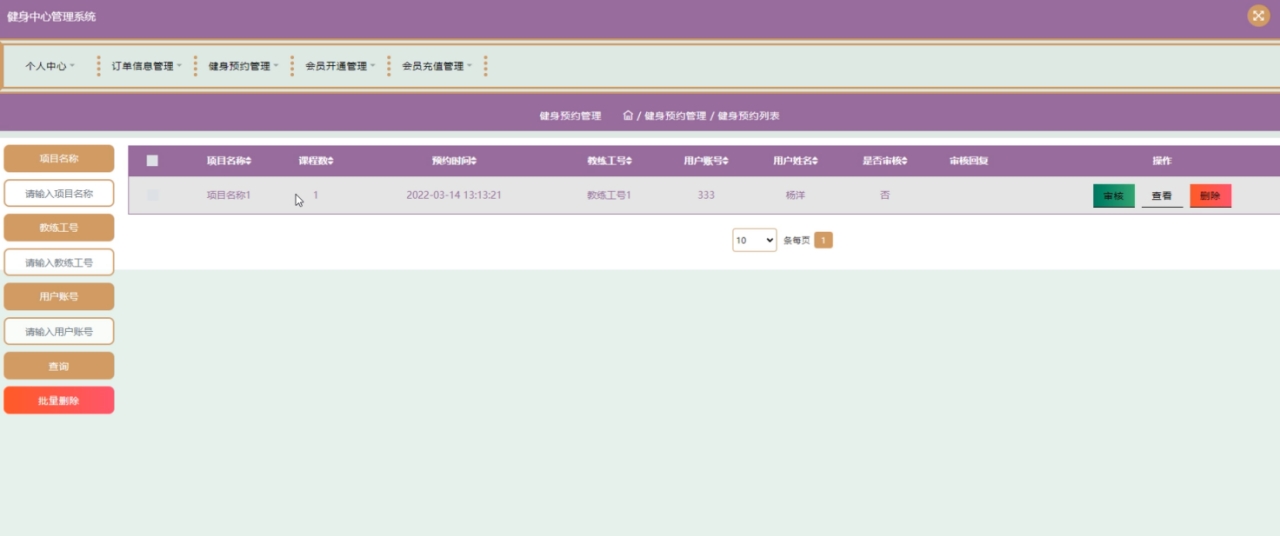 健身中心管理系统
个人中心 订单信息管理 健身预约管理 会员开通管理 会员充值管理
健身预约管理 / 健身预约管理 / 健身预约列表
项目名称
请输入项目名称
教练工号
请输入教练工号
用户账号
请输入用户账号
查询
批量删除
项目名称 课程数 预约时间 教练工号 用户账号 用户姓名 是否审核 审核回复 操作
项目名称1 1 2022-03-14 13:13:21 教练工号1 333 杨洋 否 审核 查看 删除
10 条每页 1